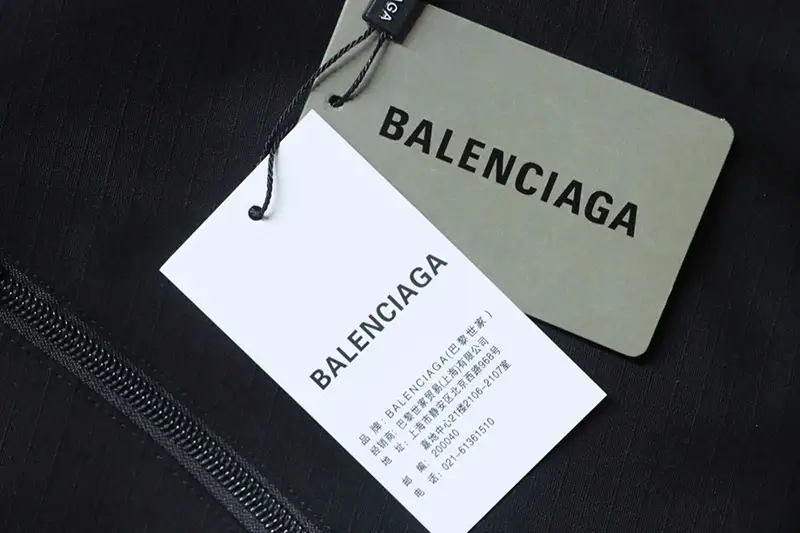 AGA
BALENCIAGA
BALENCIAGA
品 牌: BALENCIAGA(巴黎世家)
经销商: 巴黎世家贸易(上海)有限公司
地 址: 上海市静安区北京西路968号
嘉地中心21楼2106-2107室
邮 编: 200040
电 话: 021-61361510